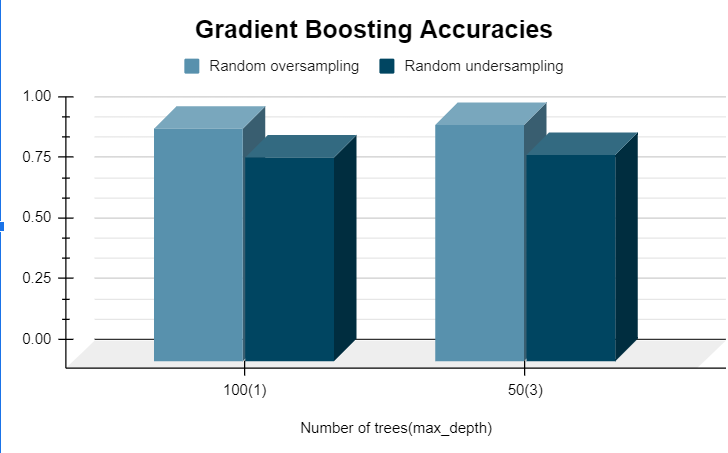 Gradient Boosting Accuracies
Random oversampling Random undersampling
1.00
0.75
0.50
0.25
0.00
100(1) 50(3)
Number of trees(max_depth)